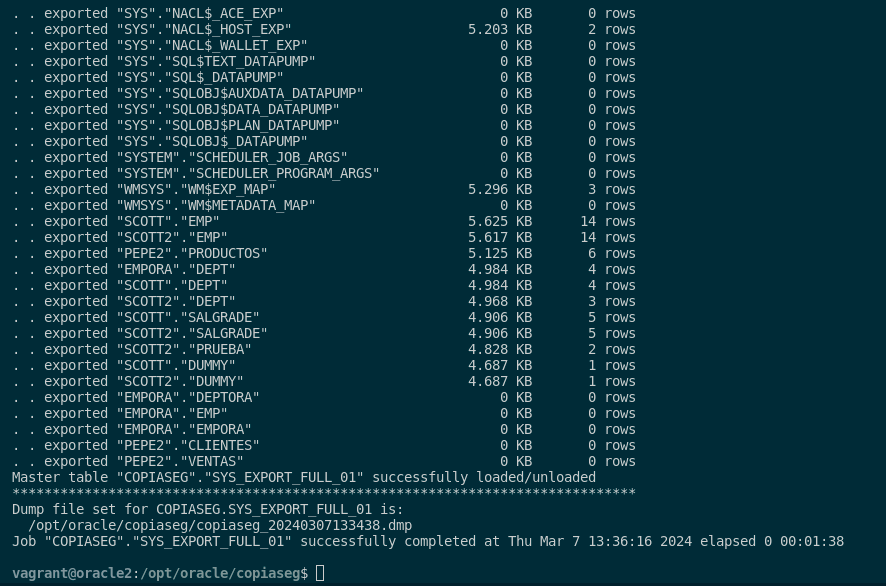 . . exported "SYS"."NACL$_ACE_EXP" 0 KB 0 rows
. . exported "SYS"."NACL$_HOST_EXP" 5.203 KB 2 rows
. . exported "SYS"."NACL$_WALLET_EXP" 0 KB 0 rows
. . exported "SYS"."SQL$TEXT_DATAPUMP" 0 KB 0 rows
. . exported "SYS"."SQL$_DATAPUMP" 0 KB 0 rows
. . exported "SYS"."SQLOBJ$AUXDATA_DATAPUMP" 0 KB 0 rows
. . exported "SYS"."SQLOBJ$DATA_DATAPUMP" 0 KB 0 rows
. . exported "SYS"."SQLOBJ$PLAN_DATAPUMP" 0 KB 0 rows
. . exported "SYS"."SQLOBJ$_DATAPUMP" 0 KB 0 rows
. . exported "SYSTEM"."SCHEDULER_JOB_ARGS" 0 KB 0 rows
. . exported "SYSTEM"."SCHEDULER_PROGRAM_ARGS" 0 KB 0 rows
. . exported "WMSYS"."WM$EXP_MAP" 5.296 KB 3 rows
. . exported "WMSYS"."WM$METADATA_MAP" 0 KB 0 rows
. . exported "SCOTT"."EMP" 5.625 KB 14 rows
. . exported "SCOTT2"."EMP" 5.617 KB 14 rows
. . exported "PEPE2"."PRODUCTOS" 5.125 KB 6 rows
. . exported "EMPORA"."DEPT" 4.984 KB 4 rows
. . exported "SCOTT"."DEPT" 4.984 KB 4 rows
. . exported "SCOTT2"."DEPT" 4.968 KB 3 rows
. . exported "SCOTT"."SALGRADE" 4.906 KB 5 rows
. . exported "SCOTT2"."SALGRADE" 4.906 KB 5 rows
. . exported "SCOTT2"."PRUEBA" 4.828 KB 2 rows
. . exported "SCOTT"."DUMMY" 4.687 KB 1 rows
. . exported "SCOTT2"."DUMMY" 4.687 KB 1 rows
. . exported "EMPORA"."DEPTORA" 0 KB 0 rows
. . exported "EMPORA"."EMP" 0 KB 0 rows
. . exported "EMPORA"."EMPORA" 0 KB 0 rows
. . exported "PEPE2"."CLIENTES" 0 KB 0 rows
. . exported "PEPE2"."VENTAS" 0 KB 0 rows
Master table "COPIASEG"."SYS_EXPORT_FULL_01" successfully loaded/unloaded
******************************************************************************
Dump file set for COPIASEG.SYS_EXPORT_FULL_01 is:
/opt/oracle/copiaseg/copiaseg_20240307133438.dmp
Job "COPIASEG"."SYS_EXPORT_FULL_01" successfully completed at Thu Mar 7 13:36:16 2024 elapsed 0 00:01:38
vagrant@oracle2:/opt/oracle/copiaseg$